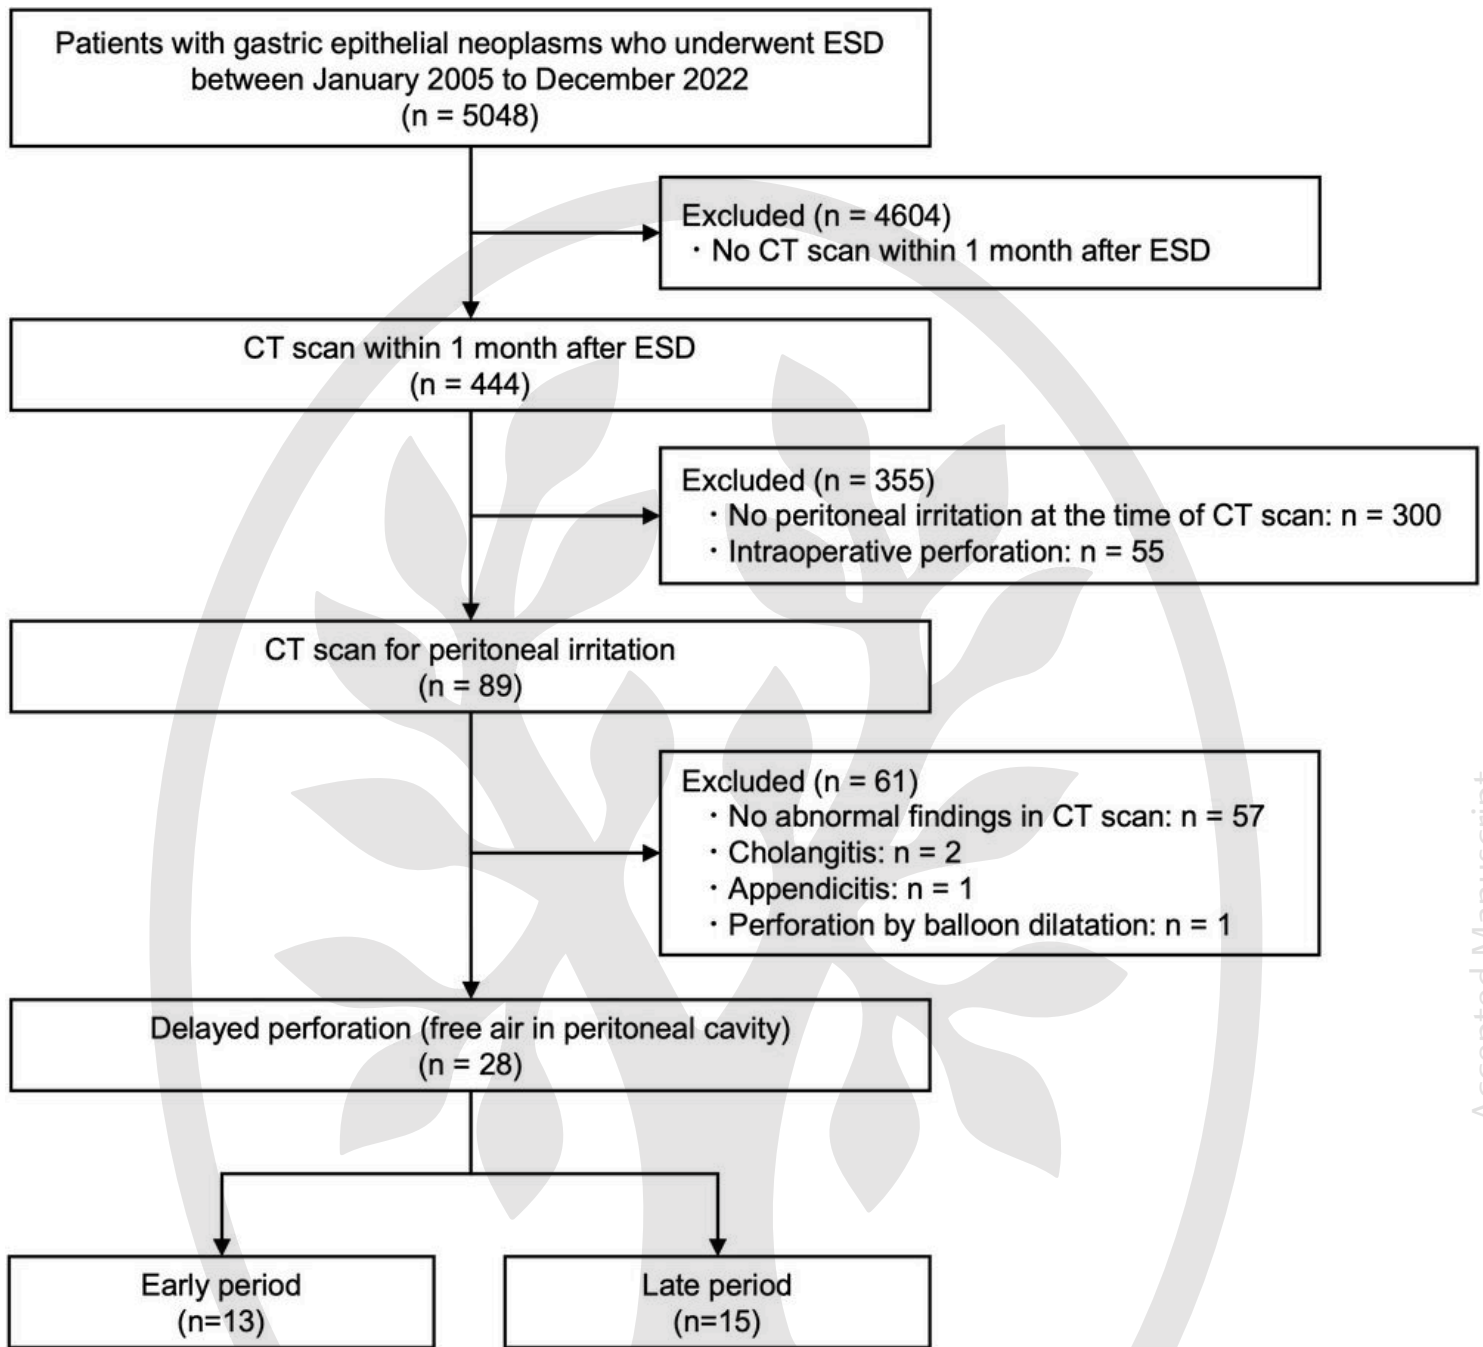 Patients with gastric epithelial neoplasms who underwent ESD
between January 2005 to December 2022
(n = 5048)
Excluded (n = 4604)
・No CT scan within 1 month after ESD
CT scan within 1 month after ESD
(n = 444)
Excluded (n = 355)
・No peritoneal irritation at the time of CT scan: n = 300
・Intraoperative perforation: n = 55
CT scan for peritoneal irritation
(n = 89)
Excluded (n = 61)
・No abnormal findings in CT scan: n = 57
・Cholangitis: n = 2
・Appendicitis: n = 1
・Perforation by balloon dilatation: n = 1
Delayed perforation (free air in peritoneal cavity)
(n = 28)
Early period
(n=13)
Late period
(n=15)
Accepted Manuscript